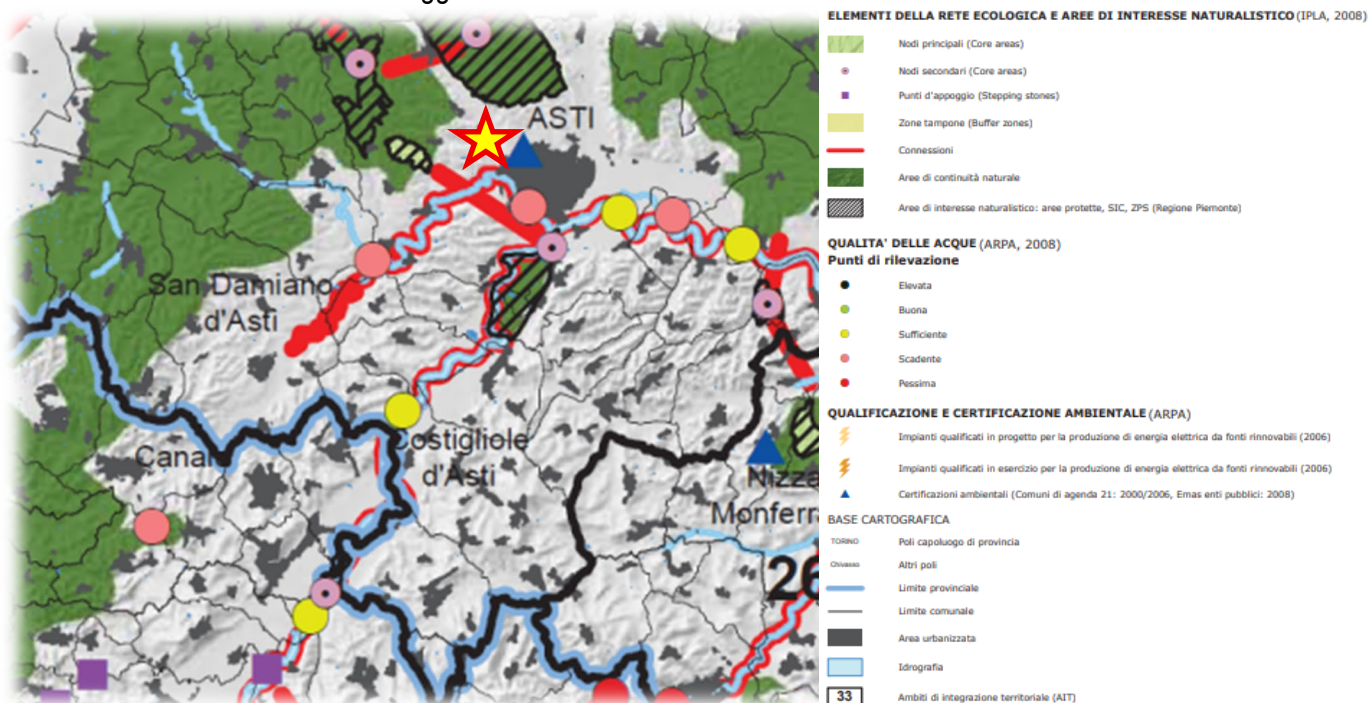 ASTI
San Damiano
d'Asti
Canale
Costigliole
d'Asti
Nizza
Monferr
26
ELEMENTI DELLA RETE ECOLOGICA E AREE DI INTERESSE NATURALISTICO (IPLA, 2008)
Nodi principali (Core areas)
Nodi secondari (Core areas)
Punti d'appoggio (Stepping stones)
Zone tampone (Buffer zones)
Connessioni
Aree di continuità naturale
Aree di interesse naturalistico: aree protette, SIC, ZPS (Regione Piemonte)
QUALITA' DELLE ACQUE (ARPA, 2008)
Punti di rilevazione
Elevata
Buona
Sufficiente
Scadente
Pessima
QUALIFICAZIONE E CERTIFICAZIONE AMBIENTALE (ARPA)
Impianti qualificati in progetto per la produzione di energia elettrica da fonti rinnovabili (2006)
Impianti qualificati in esercizio per la produzione di energia elettrica da fonti rinnovabili (2006)
Certificazioni ambientali (Comuni di agenda 21: 2000/2006, Emas enti pubblici: 2008)
BASE CARTOGRAFICA
TORINO Poli capoluogo di provincia
Chivasso Altri poli
Limite provinciale
Limite comunale
Area urbanizzata
Idrografia
33 Ambiti di integrazione territoriale (AIT)